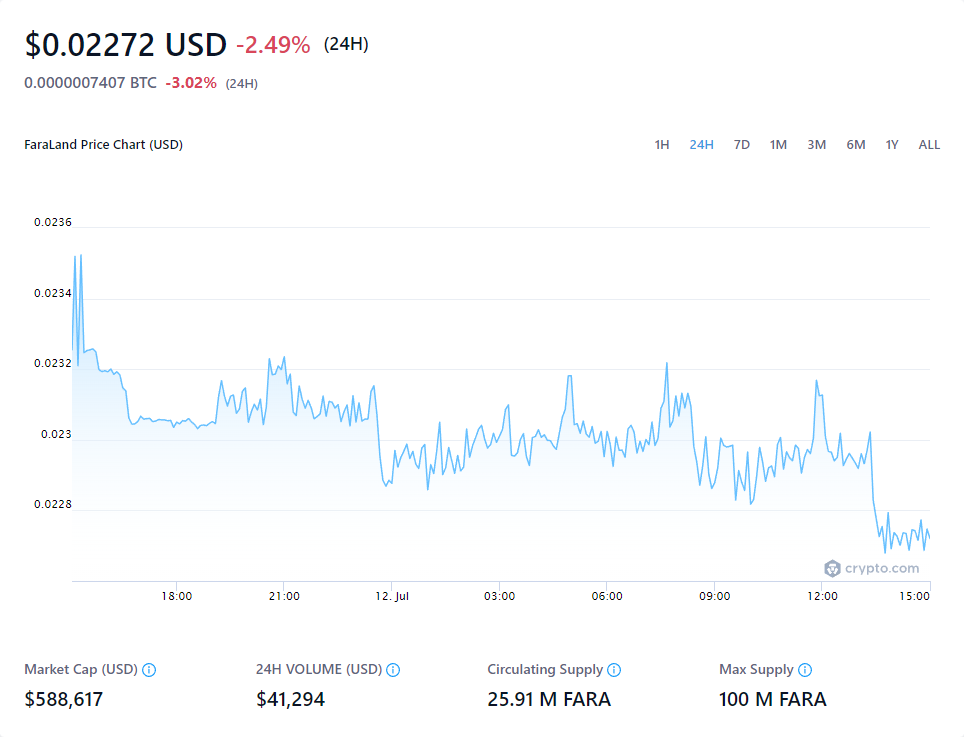 $0.02272 USD -2.49% (24H)
0.0000007407 BTC -3.02% (24H)
FaraLand Price Chart (USD) 1H 24H 7D 1M 3M 6M 1Y ALL
0.0236
0.0234
0.0232
0.023
0.0228
crypto.com
18:00 21:00 12. Jul 03:00 06:00 09:00 12:00 15:00
Market Cap (USD) 24H VOLUME (USD) Circulating Supply Max Supply
$588,617 $41,294 25.91 M FARA 100 M FARA